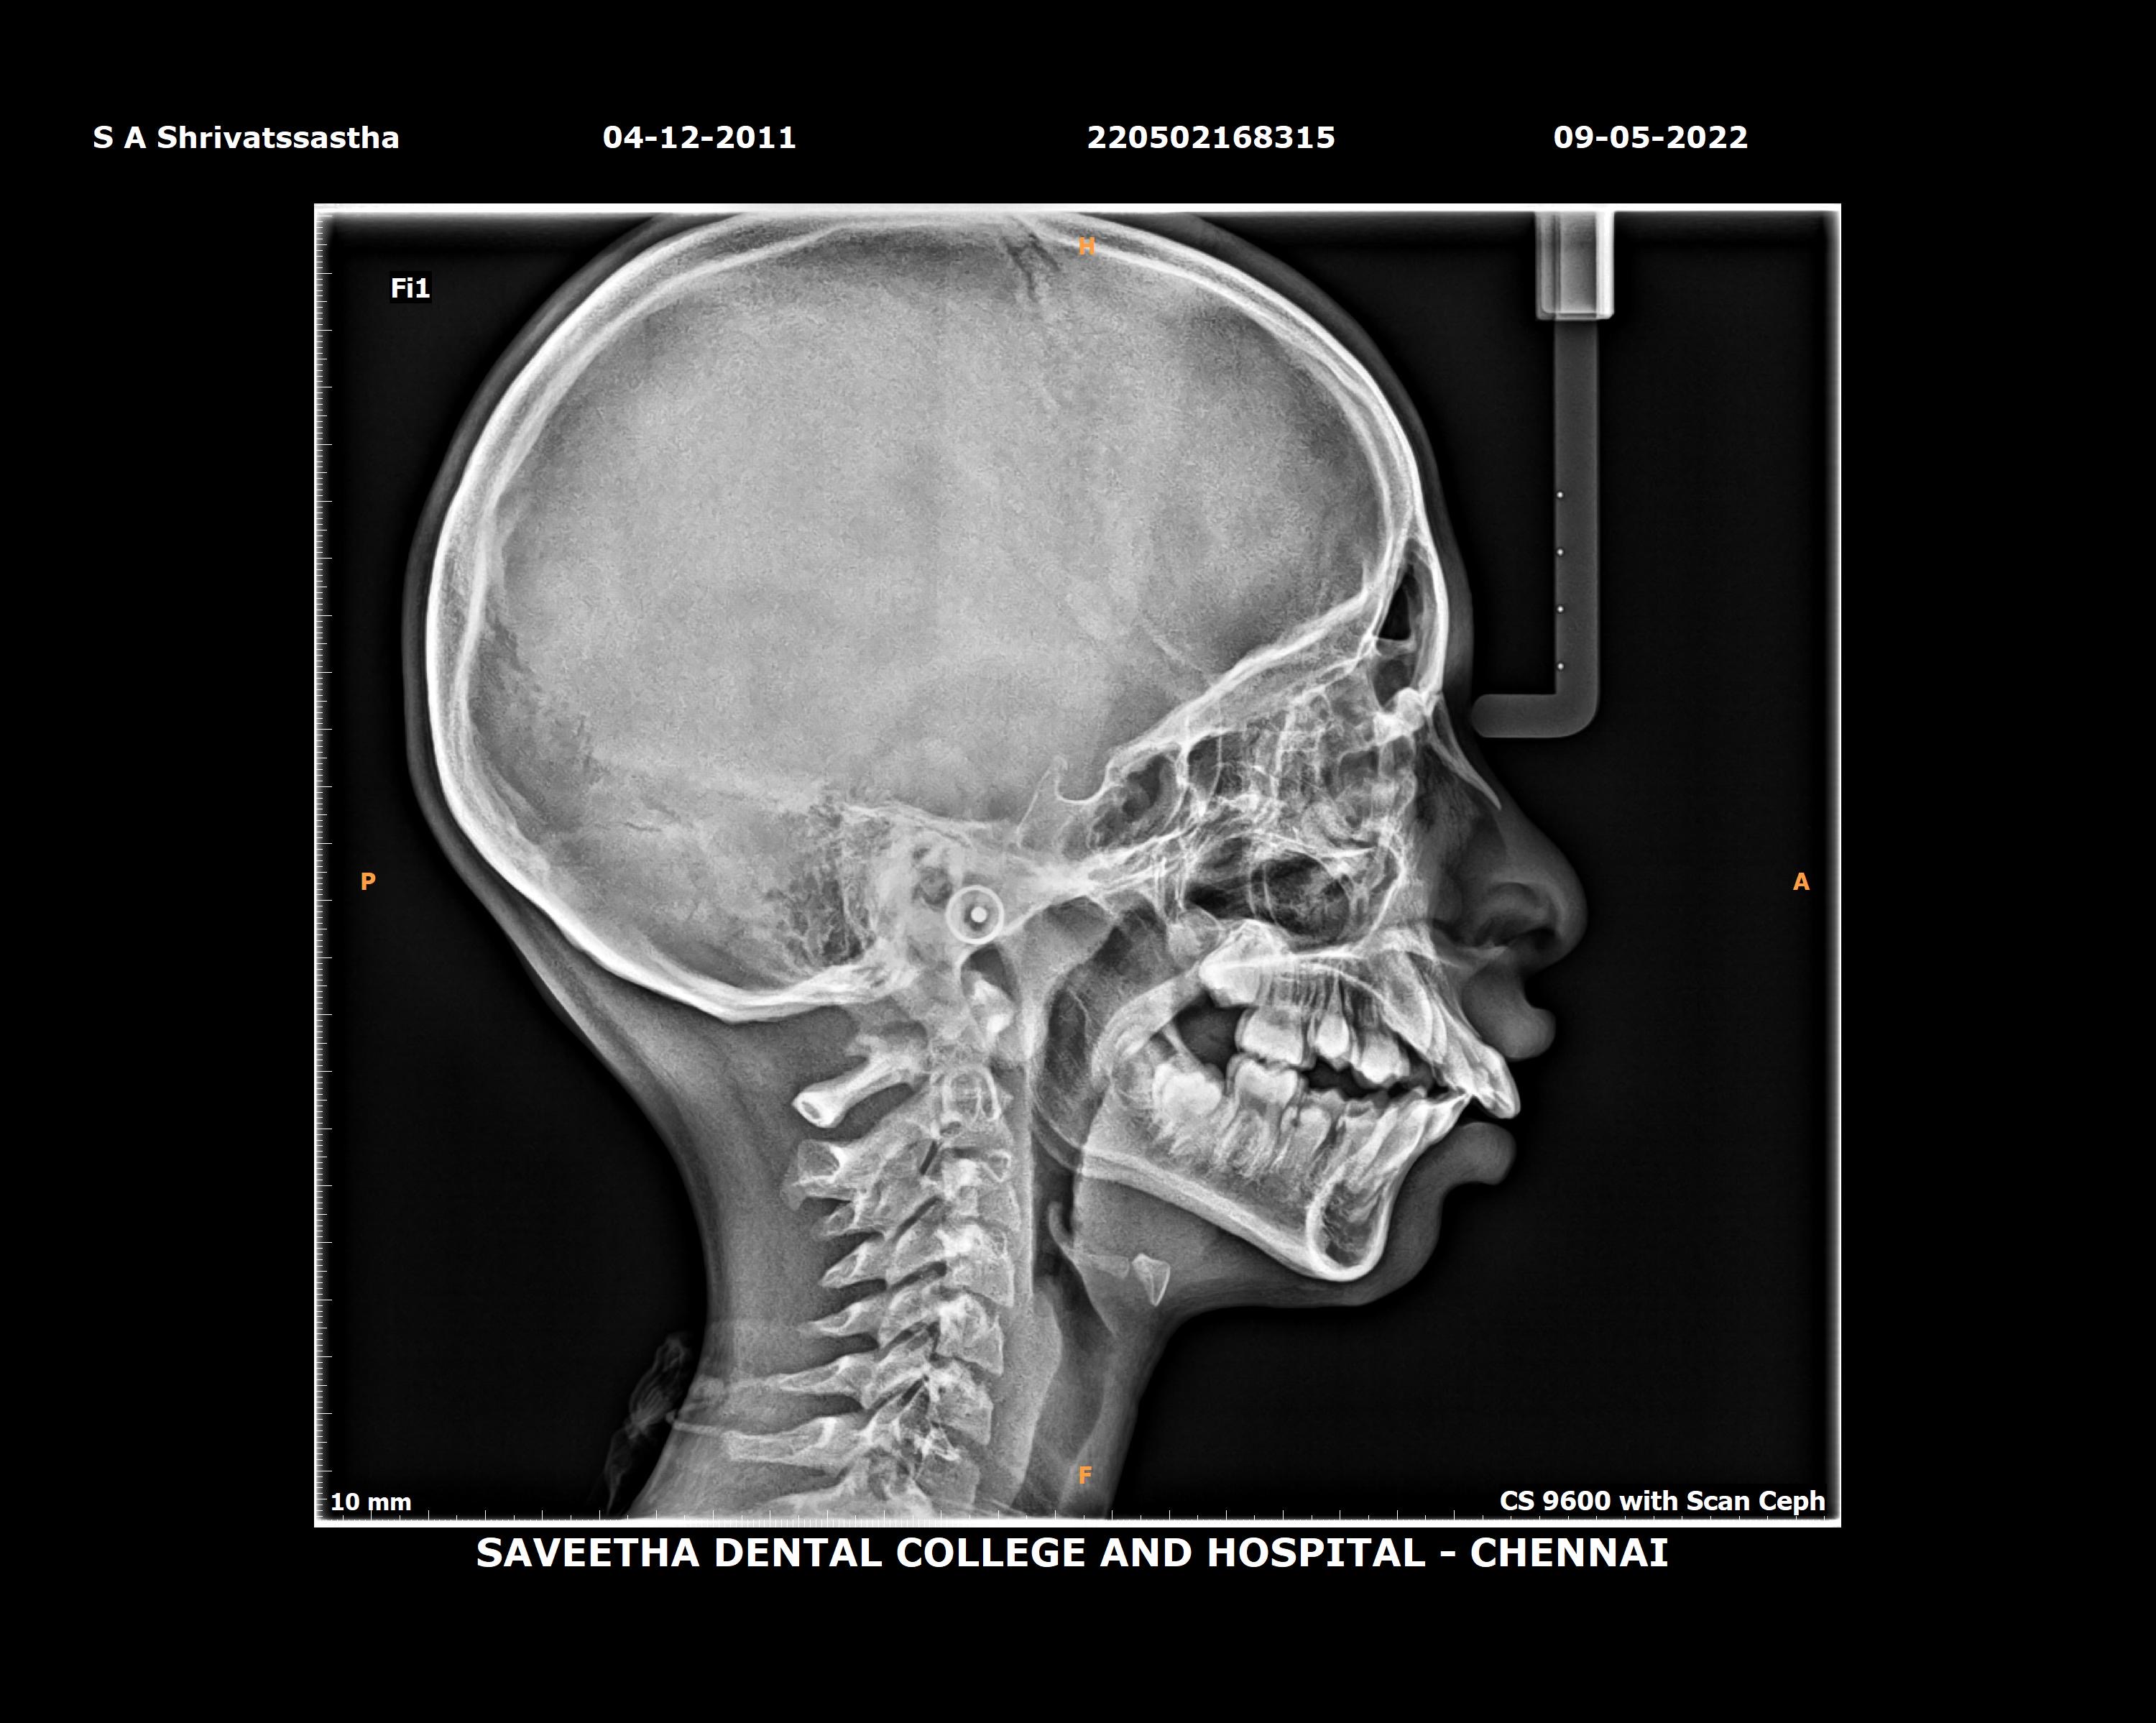 S A Shrivatssastha 04-12-2011 220502168315 09-05-2022
H
Fi1
P A
F
10 mm CS 9600 with Scan Ceph
SAVEETHA DENTAL COLLEGE AND HOSPITAL - CHENNAI